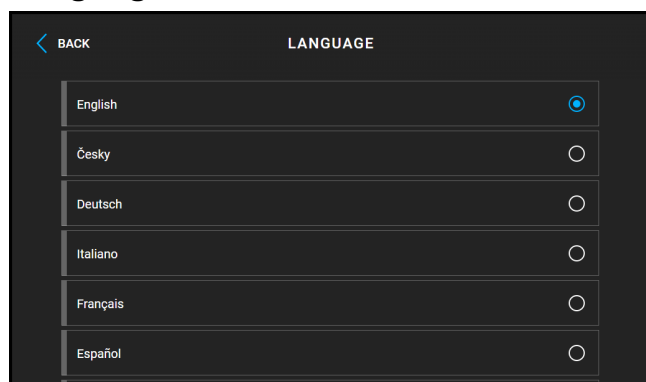 BACK
LANGUAGE
English
Česky
Deutsch
Italiano
Français
Español